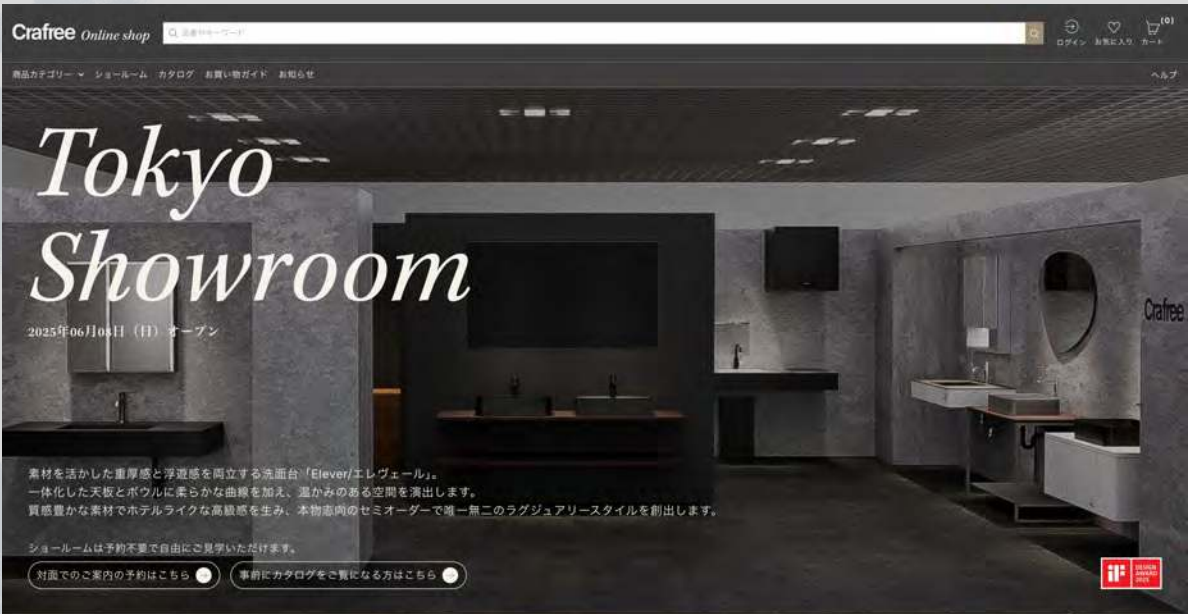 Crafree Online shop
品番やキーワード
ログイン
お気に入り
カート
(0)
商品カテゴリー
ショールーム
カタログ
お買い物ガイド
お知らせ
ヘルプ
Tokyo
Showroom
2025年06月08日（日）オープン
Crafree
素材を活かした重厚感と浮遊感を両立する洗面台「Elever/エレヴェール」。
一体化した天板とボウルに柔らかな曲線を加え、温かみのある空間を演出します。
質感豊かな素材でホテルライクな高級感を生み、本物志向のセミオーダーで唯一無二のラグジュアリースタイルを創出します。
ショールームは予約不要で自由にご見学いただけます。
対面でのご案内の予約はこちら
事前にカタログをご覧になる方はこちら
iF
DESIGN
AWARD
2025